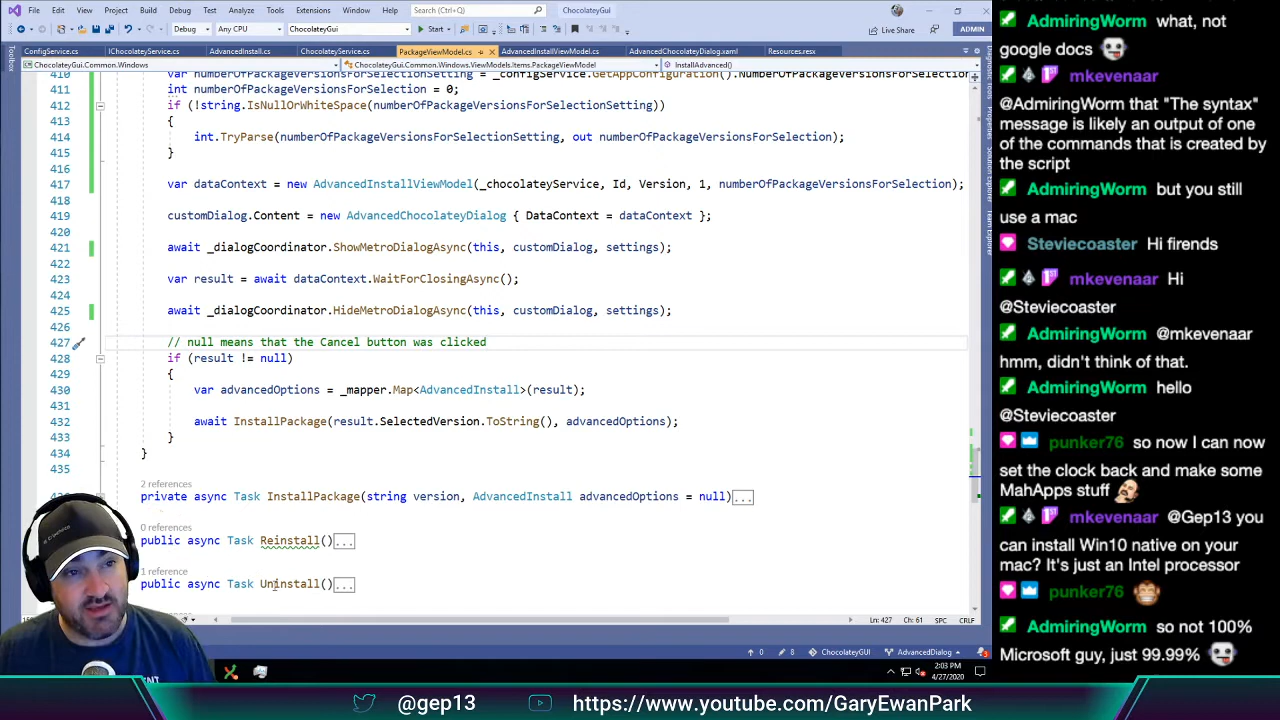 File Edit View Project Build Debug Test Analyze Tools Extensions Window Help Search (Ctrl+Q) ChocolateyGui
Debug Any CPU ChocolateyGui Start Live Share ADMIN
ConfigService.cs IChocolateyService.cs AdvancedInstall.cs ChocolateyService.cs PackageViewModel.cs AdvancedInstallViewModel.cs AdvancedChocolateyDialog.xaml Resources.resx
ChocolateyGui.Common.Windows ChocolateyGui.Common.Windows.ViewModels.Items.PackageViewModel InstallAdvanced()
410 var numberOfPackageVersionsForSelectionSetting = _configService.GetAppConfiguration().NumberOfPackageVersionsForSelection
411 int numberOfPackageVersionsForSelection = 0;
412 if (!string.IsNullOrWhiteSpace(numberOfPackageVersionsForSelectionSetting))
413 {
414 int.TryParse(numberOfPackageVersionsForSelectionSetting, out numberOfPackageVersionsForSelection);
415 }
416
417 var dataContext = new AdvancedInstallViewModel(_chocolateyService, Id, Version, 1, numberOfPackageVersionsForSelection);
418
419 customDialog.Content = new AdvancedChocolateyDialog { DataContext = dataContext };
420
421 await _dialogCoordinator.ShowMetroDialogAsync(this, customDialog, settings);
422
423 var result = await dataContext.WaitForClosingAsync();
424
425 await _dialogCoordinator.HideMetroDialogAsync(this, customDialog, settings);
426
427 // null means that the Cancel button was clicked
428 if (result != null)
429 {
430 var advancedOptions = _mapper.Map<AdvancedInstall>(result);
431
432 await InstallPackage(result.SelectedVersion.ToString(), advancedOptions);
433 }
434 }
435
2 references
private async Task InstallPackage(string version, AdvancedInstall advancedOptions = null)...
0 references
public async Task Reinstall()...
1 reference
public async Task Uninstall()...
Ln: 427 Ch: 61 SPC CRLF
0 8 ChocolateyGUI AdvancedDialog
2:03 PM
4/27/2020
Toolbox
Diagnostic Tools Properties Solution Explorer Team Explorer
AdmiringWorm what, not
google docs
mkevenaar
@AdmiringWorm that "The syntax"
message is likely an output of one
of the commands that is created by
the script
AdmiringWorm but you still
use a mac
Steviecoaster Hi firends
mkevenaar Hi
@Steviecoaster
AdmiringWorm @mkevenaar
hmm, didn't think of that.
AdmiringWorm hello
@Steviecoaster
punker76 so now I can now
set the clock back and make some
MahApps stuff
mkevenaar @Gep13 you
can install Win10 native on your
mac? It's just an Intel processor
punker76
AdmiringWorm so not 100%
Microsoft guy, just 99.99%
@gep13 https://www.youtube.com/GaryEwanPark